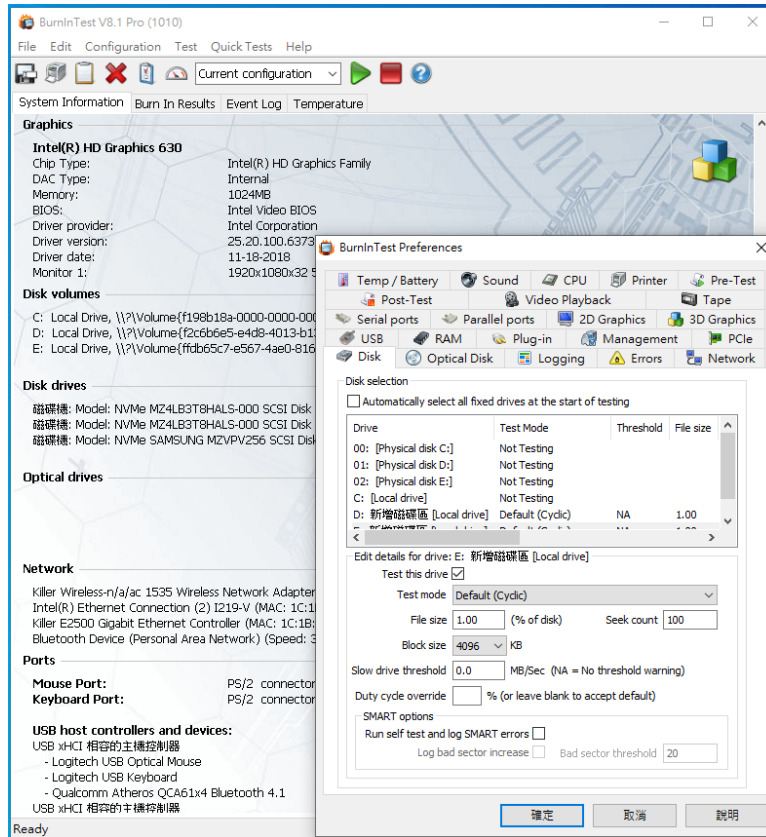 BurnInTest V8.1 Pro (1010)
File Edit Configuration Test Quick Tests Help
Current configuration
System Information Burn In Results Event Log Temperature
Graphics
Intel(R) HD Graphics 630
Chip Type: Intel(R) HD Graphics Family
DAC Type: Internal
Memory: 1024MB
BIOS: Intel Video BIOS
Driver provider: Intel Corporation
Driver version: 25.20.100.6373
Driver date: 11-18-2018
Monitor 1: 1920x1080x32 5
Disk volumes
C: Local Drive, \\?\Volume{f198b18a-0000-0000-000
D: Local Drive, \\?\Volume{f2c6b6e5-e4d8-4013-b13
E: Local Drive, \\?\Volume{ffdb65c7-e567-4ae0-816
Disk drives
磁碟機: Model: NVMe MZ4LB3T8HALS-000 SCSI Disk
磁碟機: Model: NVMe MZ4LB3T8HALS-000 SCSI Disk
磁碟機: Model: NVMe SAMSUNG MZVPV256 SCSI Disk
Optical drives
Network
Killer Wireless-n/a/ac 1535 Wireless Network Adapter
Intel(R) Ethernet Connection (2) I219-V (MAC: 1C:1
Killer E2500 Gigabit Ethernet Controller (MAC: 1C:1B:
Bluetooth Device (Personal Area Network) (Speed: 3
Ports
Mouse Port: PS/2 connector
Keyboard Port: PS/2 connector
USB host controllers and devices:
USB xHCI 相容的主機控制器
- Logitech USB Optical Mouse
- Logitech USB Keyboard
- Qualcomm Atheros QCA61x4 Bluetooth 4.1
USB xHCI 相容的主機控制器
Ready
BurnInTest Preferences
Temp / Battery Sound CPU Printer Pre-Test
Post-Test Video Playback Tape
Serial ports Parallel ports 2D Graphics 3D Graphics
USB RAM Plug-in Management PCIe
Disk Optical Disk Logging Errors Network
Disk selection
Automatically select all fixed drives at the start of testing
Drive Test Mode Threshold File size
00: [Physical disk C:] Not Testing
01: [Physical disk D:] Not Testing
02: [Physical disk E:] Not Testing
C: [Local drive] Not Testing
D: 新增磁碟區 [Local drive] Default (Cyclic) NA 1.00
Edit details for drive: E: 新增磁碟區 [Local drive]
Test this drive
Test mode Default (Cyclic)
File size 1.00 (% of disk) Seek count 100
Block size 4096 KB
Slow drive threshold 0.0 MB/Sec (NA = No threshold warning)
Duty cycle override % (or leave blank to accept default)
SMART options
Run self test and log SMART errors
Log bad sector increase Bad sector threshold 20
確定 取消 說明